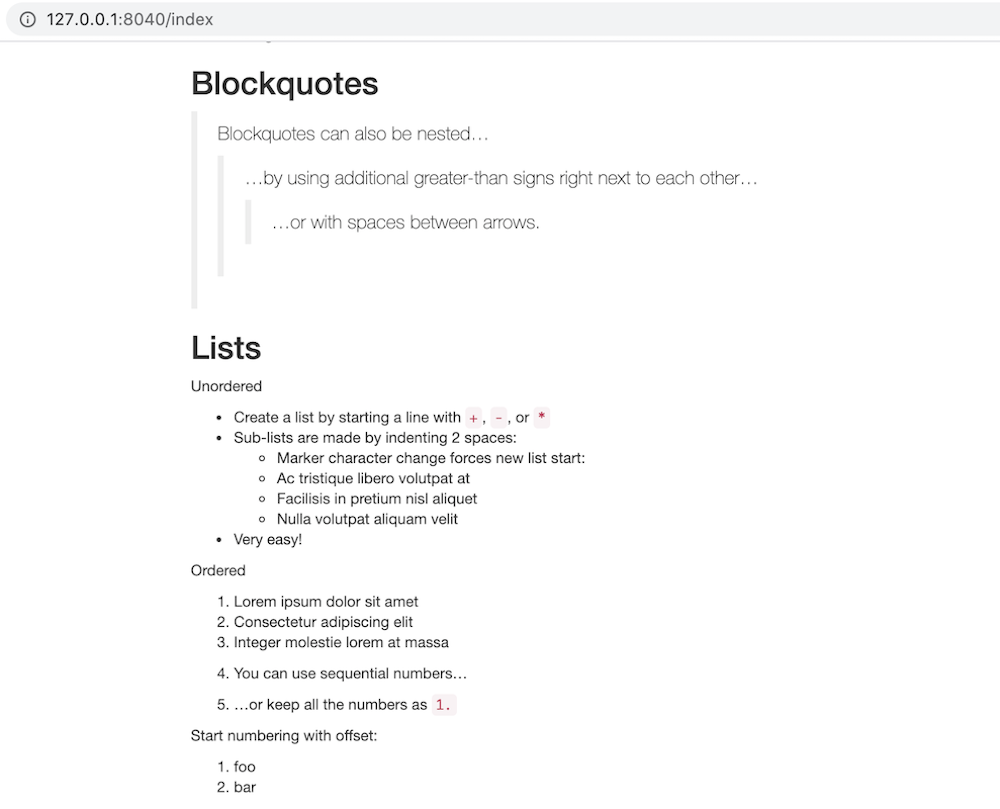 127.0.0.1:8040/index
Blockquotes
Blockquotes can also be nested…
…by using additional greater-than signs right next to each other…
…or with spaces between arrows.
Lists
Unordered
• Create a list by starting a line with +, -, or *
• Sub-lists are made by indenting 2 spaces:
◦ Marker character change forces new list start:
◦ Ac tristique libero volutpat at
◦ Facilisis in pretium nisl aliquet
◦ Nulla volutpat aliquam velit
• Very easy!
Ordered
1. Lorem ipsum dolor sit amet
2. Consectetur adipiscing elit
3. Integer molestie lorem at massa
4. You can use sequential numbers…
5. …or keep all the numbers as 1.
Start numbering with offset:
1. foo
2. bar